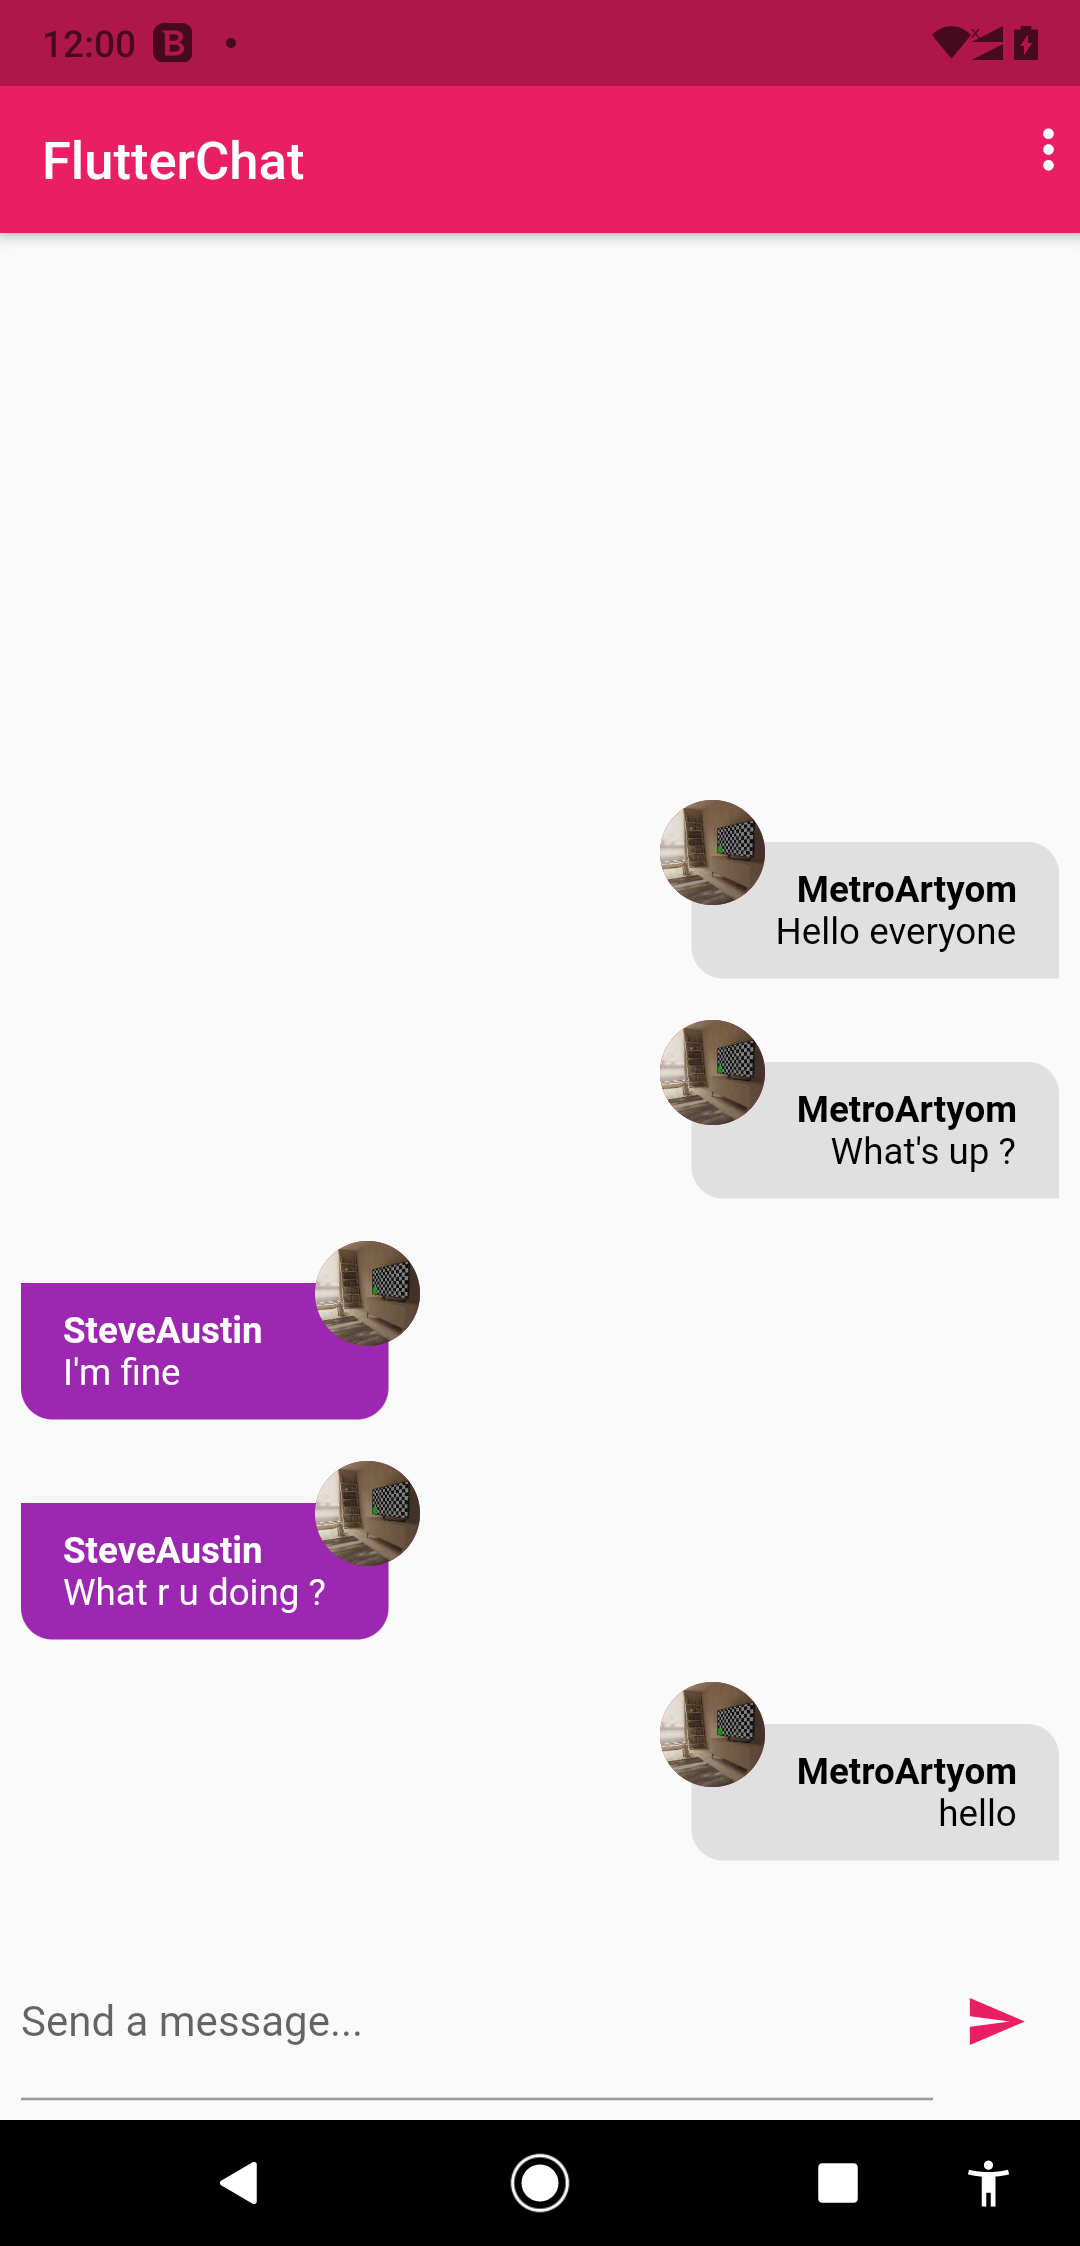 12:00 B
FlutterChat
MetroArtyom
Hello everyone
MetroArtyom
What's up ?
SteveAustin
I'm fine
SteveAustin
What r u doing ?
MetroArtyom
hello
Send a message...